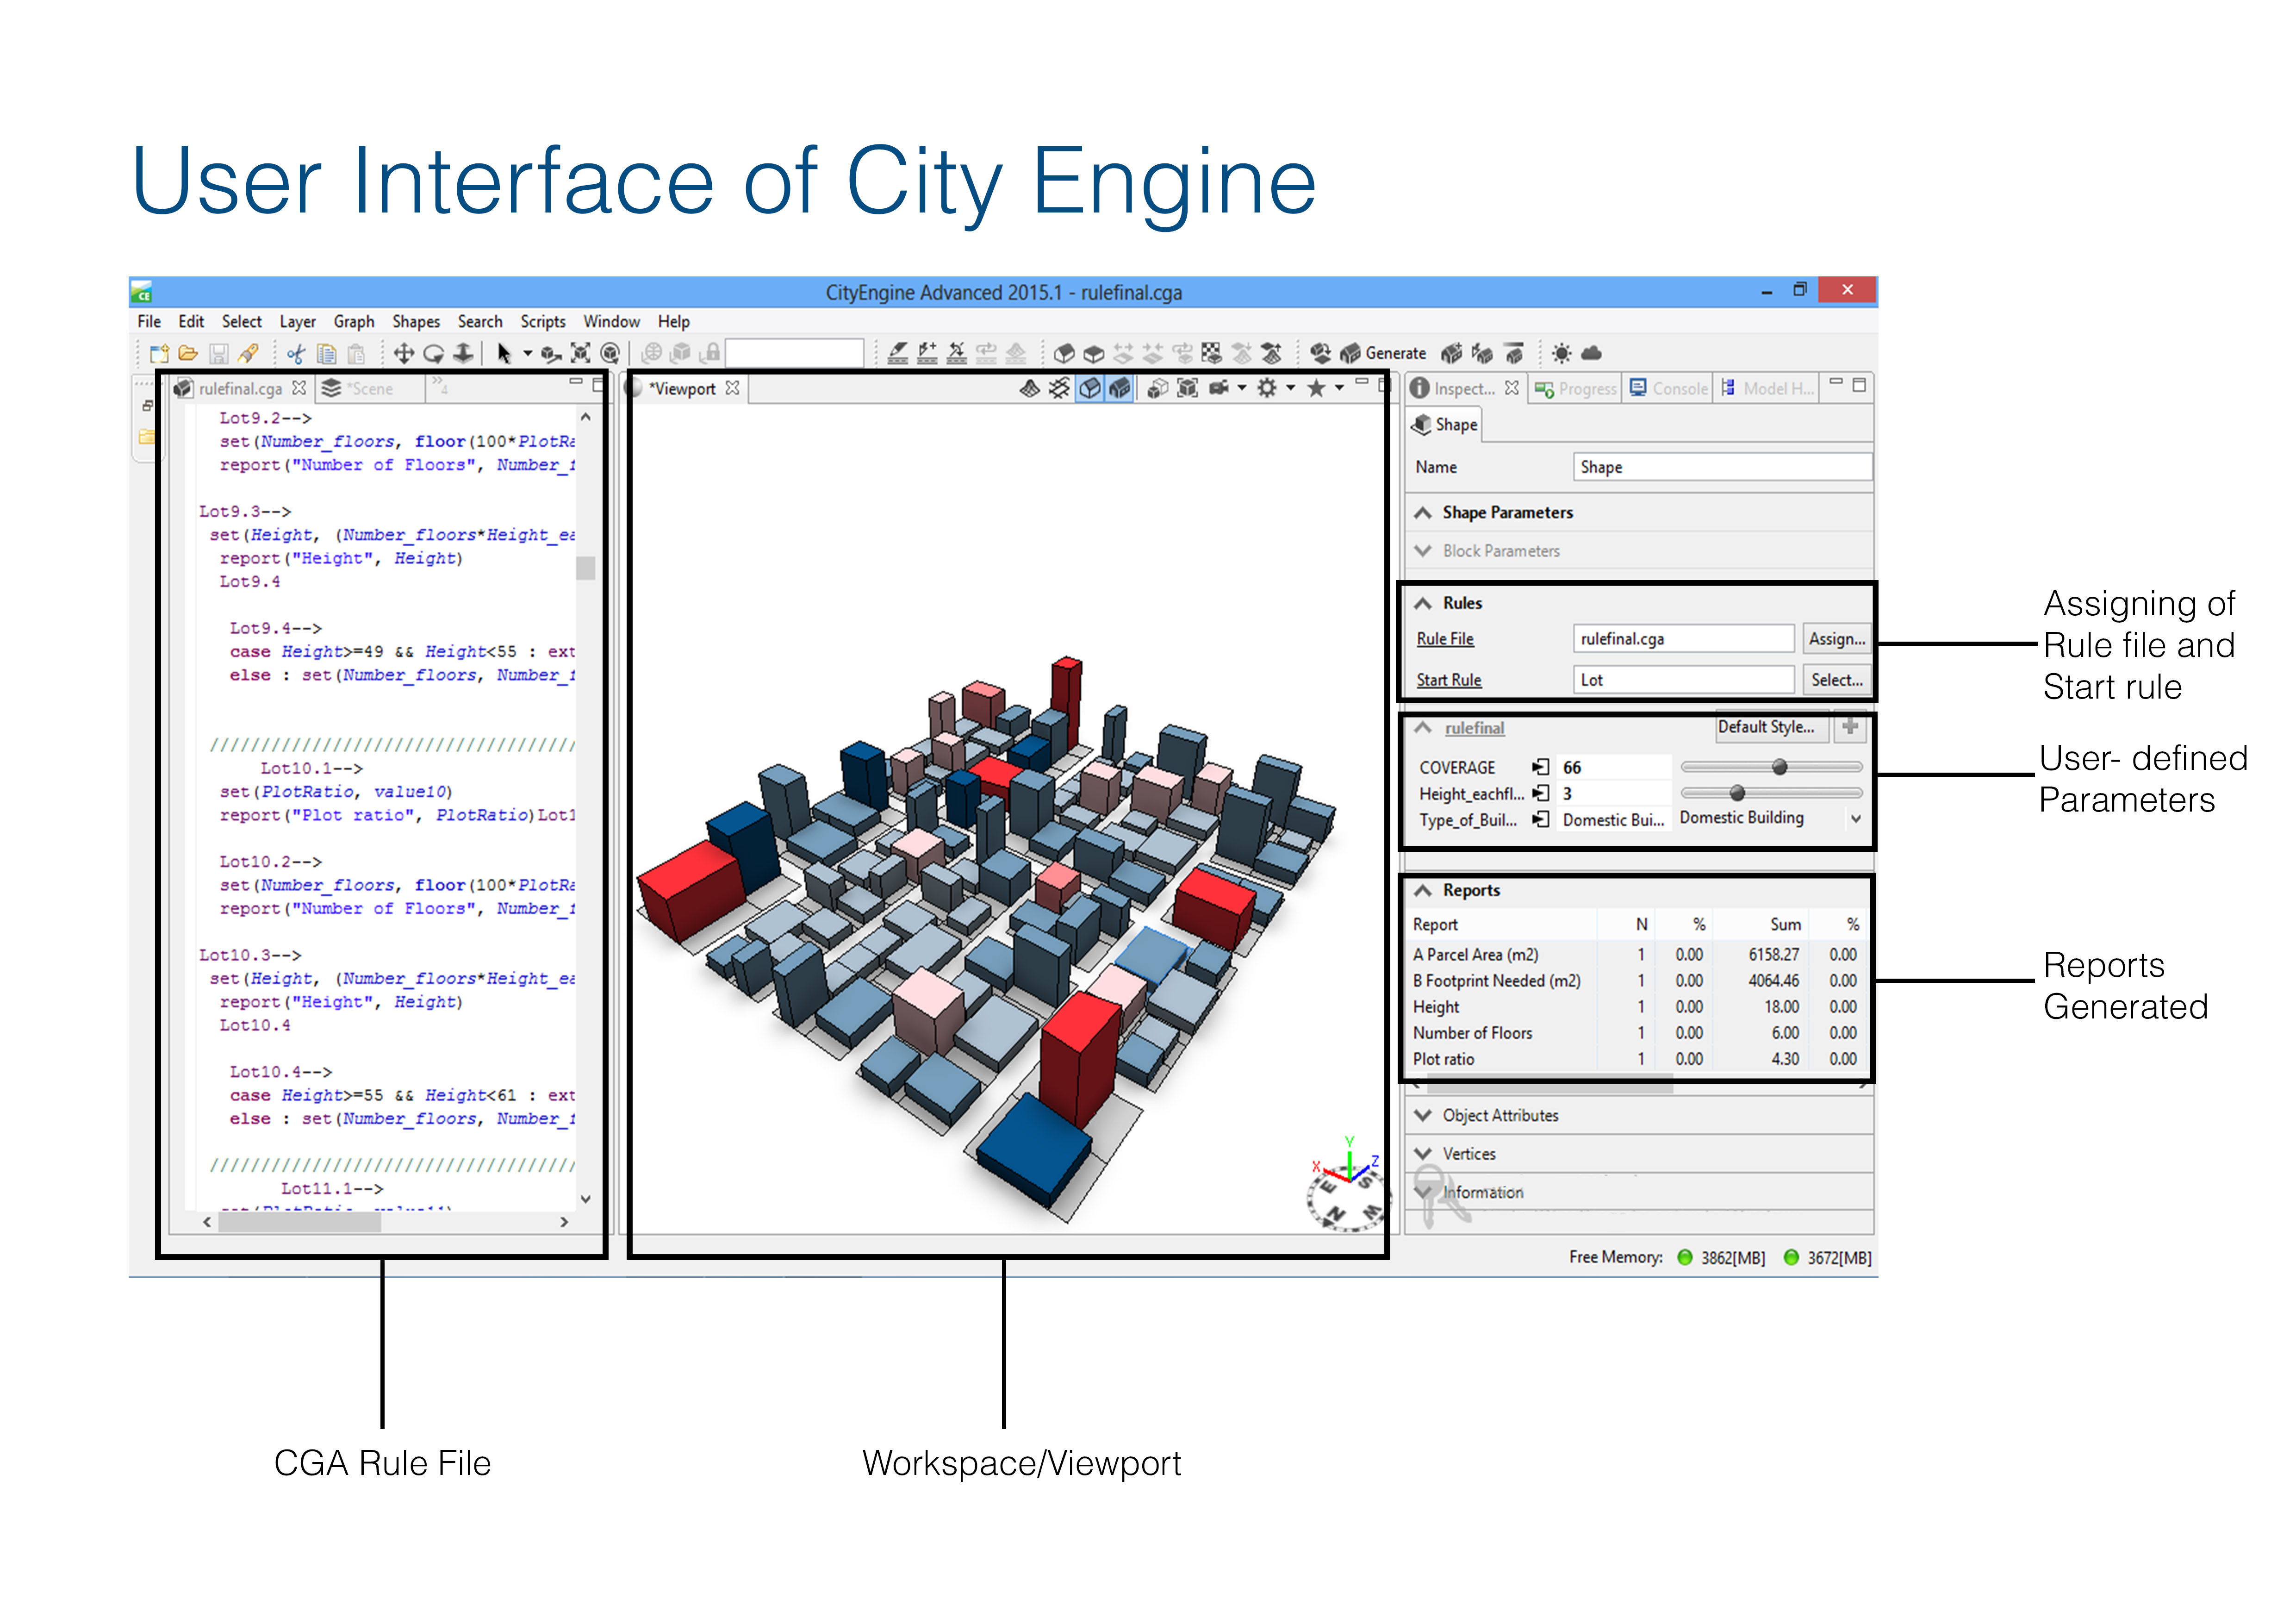 User Interface of City Engine
CityEngine Advanced 2015.1 - rulefinal.cga
File Edit Select Layer Graph Shapes Search Scripts Window Help
Generate
rulefinal.cga *Scene »4
Lot9.2-->
set(Number_floors, floor(100*PlotRa
report("Number of Floors", Number_f
Lot9.3-->
set(Height, (Number_floors*Height_ea
report("Height", Height)
Lot9.4
Lot9.4-->
case Height>=49 && Height<55 : ext
else : set(Number_floors, Number_f
////////////////////////////////////
Lot10.1-->
set(PlotRatio, value10)
report("Plot ratio", PlotRatio)Lot1
Lot10.2-->
set(Number_floors, floor(100*PlotRa
report("Number of Floors", Number_f
Lot10.3-->
set(Height, (Number_floors*Height_ea
report("Height", Height)
Lot10.4
Lot10.4-->
case Height>=55 && Height<61 : ext
else : set(Number_floors, Number_f
////////////////////////////////////
Lot11.1-->
set(PlotRatio, value11)
*Viewport
Y
X Z
E S
N W
Inspect... Progress Console Model H...
Shape
Name Shape
Shape Parameters
Block Parameters
Rules
Rule File rulefinal.cga Assign...
Start Rule Lot Select...
rulefinal Default Style...
COVERAGE 66
Height_eachfl... 3
Type_of_Buil... Domestic Bui... Domestic Building
Reports
Report N % Sum %
A Parcel Area (m2) 1 0.00 6158.27 0.00
B Footprint Needed (m2) 1 0.00 4064.46 0.00
Height 1 0.00 18.00 0.00
Number of Floors 1 0.00 6.00 0.00
Plot ratio 1 0.00 4.30 0.00
Object Attributes
Vertices
Information
Free Memory: 3862[MB] 3672[MB]
Assigning of
Rule file and
Start rule
User- defined
Parameters
Reports
Generated
CGA Rule File
Workspace/Viewport